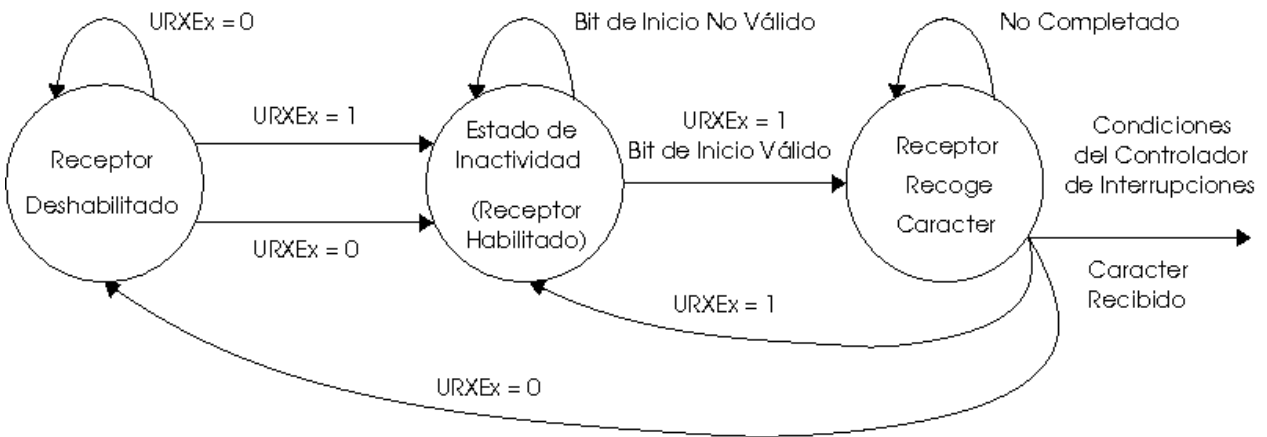 URXEx = 0
Bit de Inicio No Válido
No Completado
Receptor
Deshabilitado
URXEx = 1
URXEx = 0
Estado de
Inactividad
(Receptor
Habilitado)
URXEx = 1
Bit de Inicio Válido
Receptor
Recoge
Caracter
Condiciones
del Controlador
de Interrupciones
Caracter
Recibido
URXEx = 1
URXEx = 0